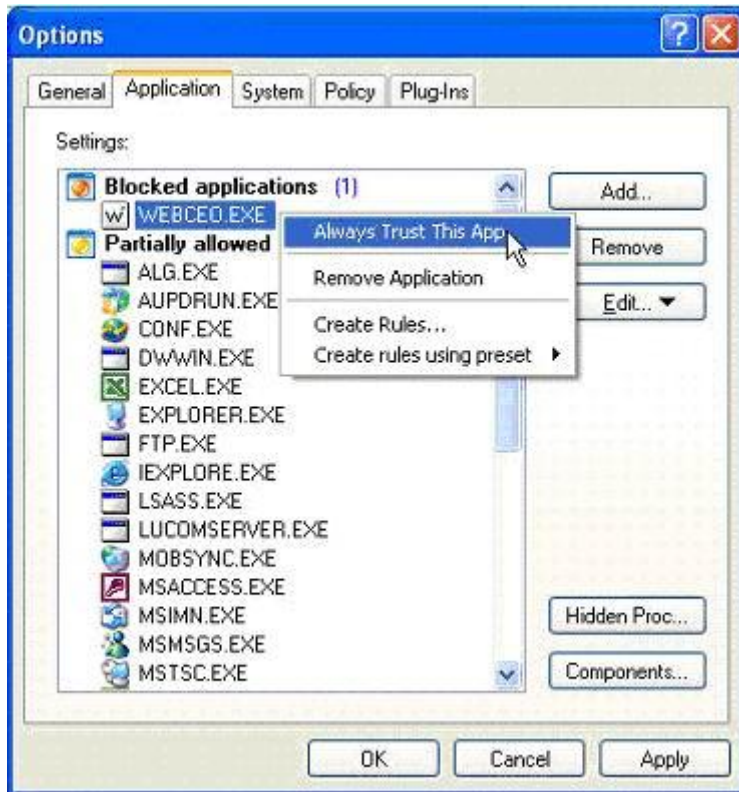 Options
General Application System Policy Plug-Ins
Settings:
Blocked applications (1)
WEBCEO.EXE
Partially allowed
ALG.EXE
AUPDRUN.EXE
CONF.EXE
DWWIN.EXE
EXCEL.EXE
EXPLORER.EXE
FTP.EXE
IEXPLORE.EXE
LSASS.EXE
LUCOMSERVER.EXE
MOBSYNC.EXE
MSACCESS.EXE
MSIMN.EXE
MSMSGS.EXE
MSTSC.EXE
Always Trust This App
Remove Application
Create Rules...
Create rules using preset
Add...
Remove
Edit...
Hidden Proc...
Components...
OK Cancel Apply